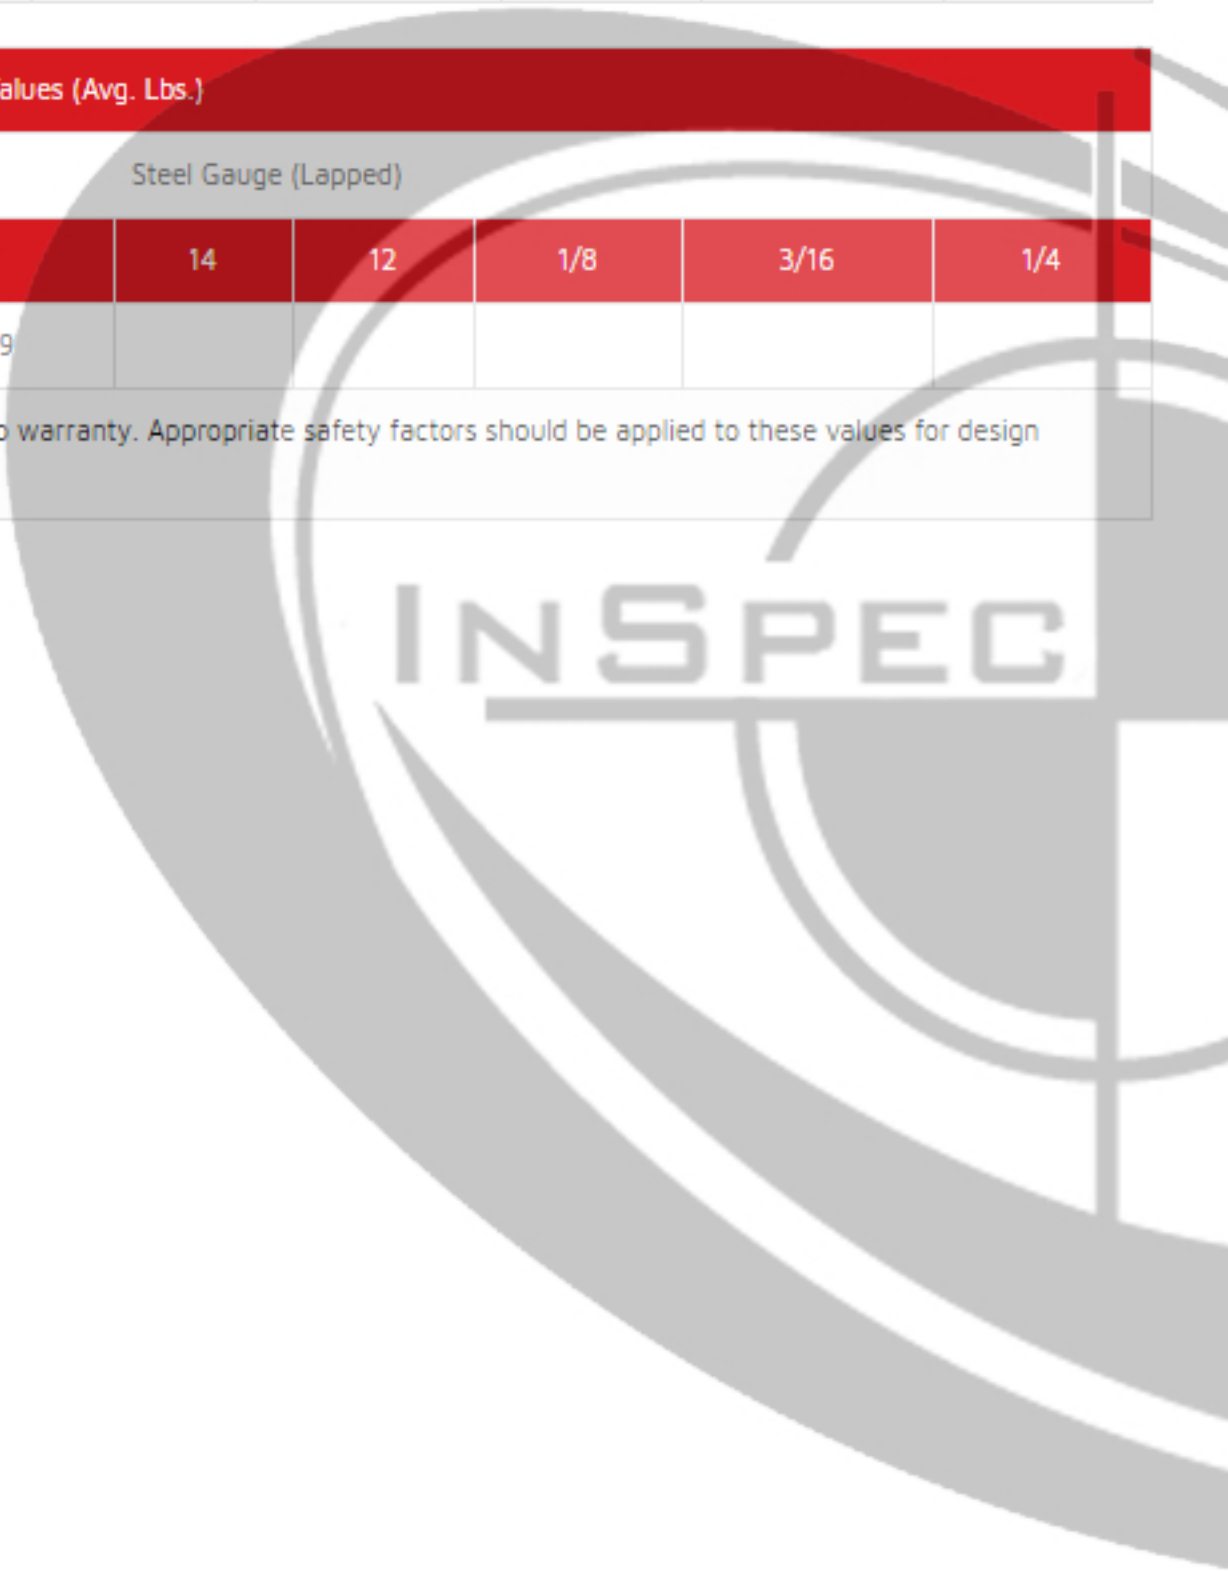 alues (Avg. Lbs.)
Steel Gauge (Lapped)
14 12 1/8 3/16 1/4
9
warranty. Appropriate safety factors should be applied to these values for design
INSPEC